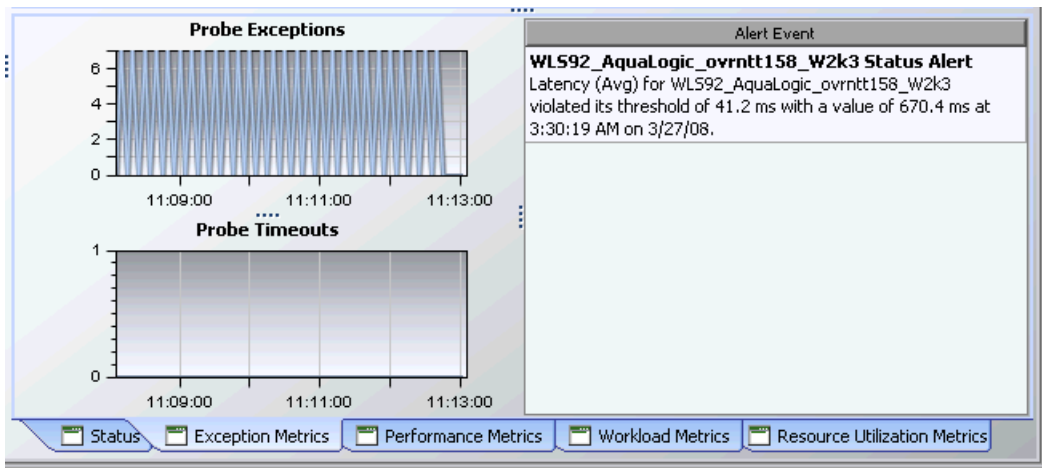 Probe Exceptions
6
4
2
0
11:09:00 11:11:00 11:13:00
Probe Timeouts
1
0
11:09:00 11:11:00 11:13:00
Alert Event
WLS92_AquaLogic_ovrntt158_W2k3 Status Alert
Latency (Avg) for WLS92_AquaLogic_ovrntt158_W2k3
violated its threshold of 41.2 ms with a value of 670.4 ms at
3:30:19 AM on 3/27/08.
Status Exception Metrics Performance Metrics Workload Metrics Resource Utilization Metrics